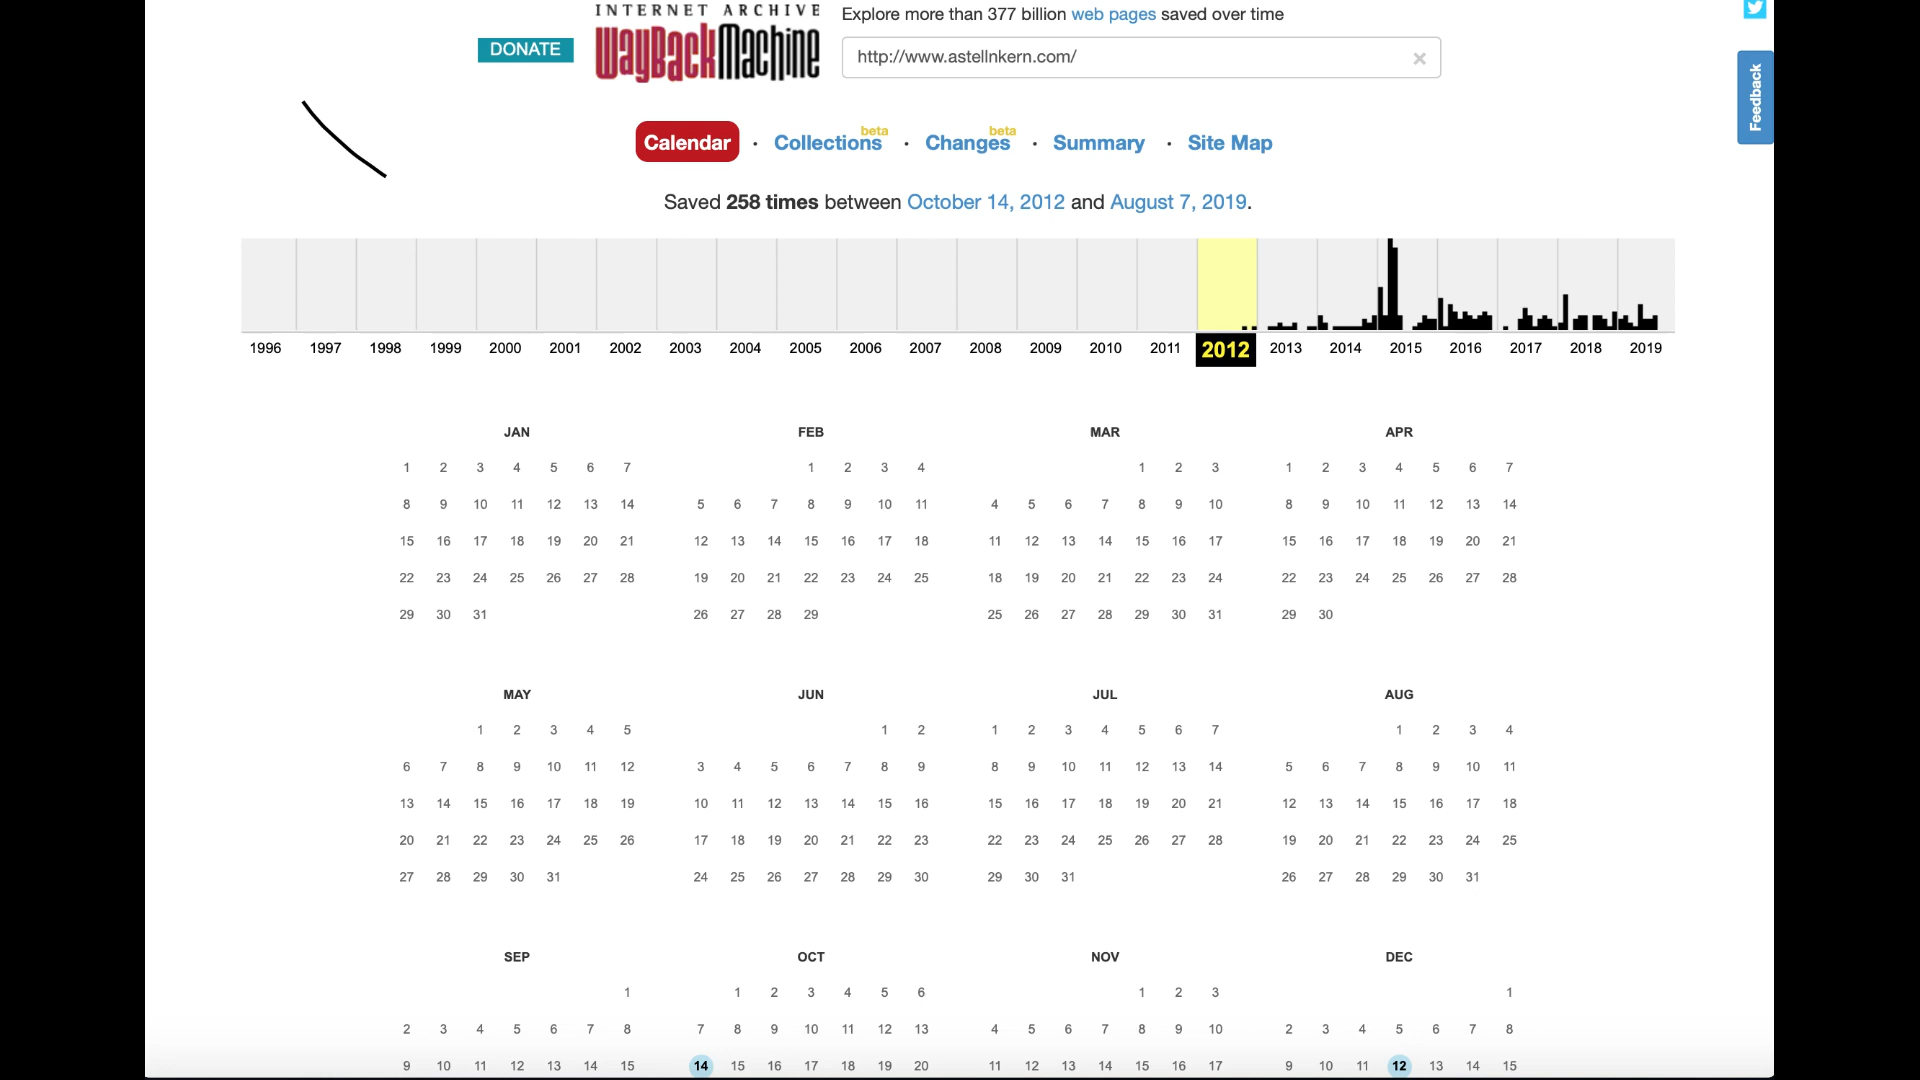 INTERNET ARCHIVE
WayBackMachine
DONATE
Explore more than 377 billion web pages saved over time
http://www.astellnkern.com/ ×
Feedback
Calendar · Collections beta · Changes beta · Summary · Site Map
Saved 258 times between October 14, 2012 and August 7, 2019.
1996 1997 1998 1999 2000 2001 2002 2003 2004 2005 2006 2007 2008 2009 2010 2011 2012 2013 2014 2015 2016 2017 2018 2019
JAN FEB MAR APR
1 2 3 4 5 6 7 1 2 3 4 1 2 3 1 2 3 4 5 6 7
8 9 10 11 12 13 14 5 6 7 8 9 10 11 4 5 6 7 8 9 10 8 9 10 11 12 13 14
15 16 17 18 19 20 21 12 13 14 15 16 17 18 11 12 13 14 15 16 17 15 16 17 18 19 20 21
22 23 24 25 26 27 28 19 20 21 22 23 24 25 18 19 20 21 22 23 24 22 23 24 25 26 27 28
29 30 31 26 27 28 29 25 26 27 28 29 30 31 29 30
MAY JUN JUL AUG
1 2 3 4 5 1 2 1 2 3 4 5 6 7 1 2 3 4
6 7 8 9 10 11 12 3 4 5 6 7 8 9 8 9 10 11 12 13 14 5 6 7 8 9 10 11
13 14 15 16 17 18 19 10 11 12 13 14 15 16 15 16 17 18 19 20 21 12 13 14 15 16 17 18
20 21 22 23 24 25 26 17 18 19 20 21 22 23 22 23 24 25 26 27 28 19 20 21 22 23 24 25
27 28 29 30 31 24 25 26 27 28 29 30 29 30 31 26 27 28 29 30 31
SEP OCT NOV DEC
1 1 2 3 4 5 6 1 2 3 1
2 3 4 5 6 7 8 7 8 9 10 11 12 13 4 5 6 7 8 9 10 2 3 4 5 6 7 8
9 10 11 12 13 14 15 14 15 16 17 18 19 20 11 12 13 14 15 16 17 9 10 11 12 13 14 15